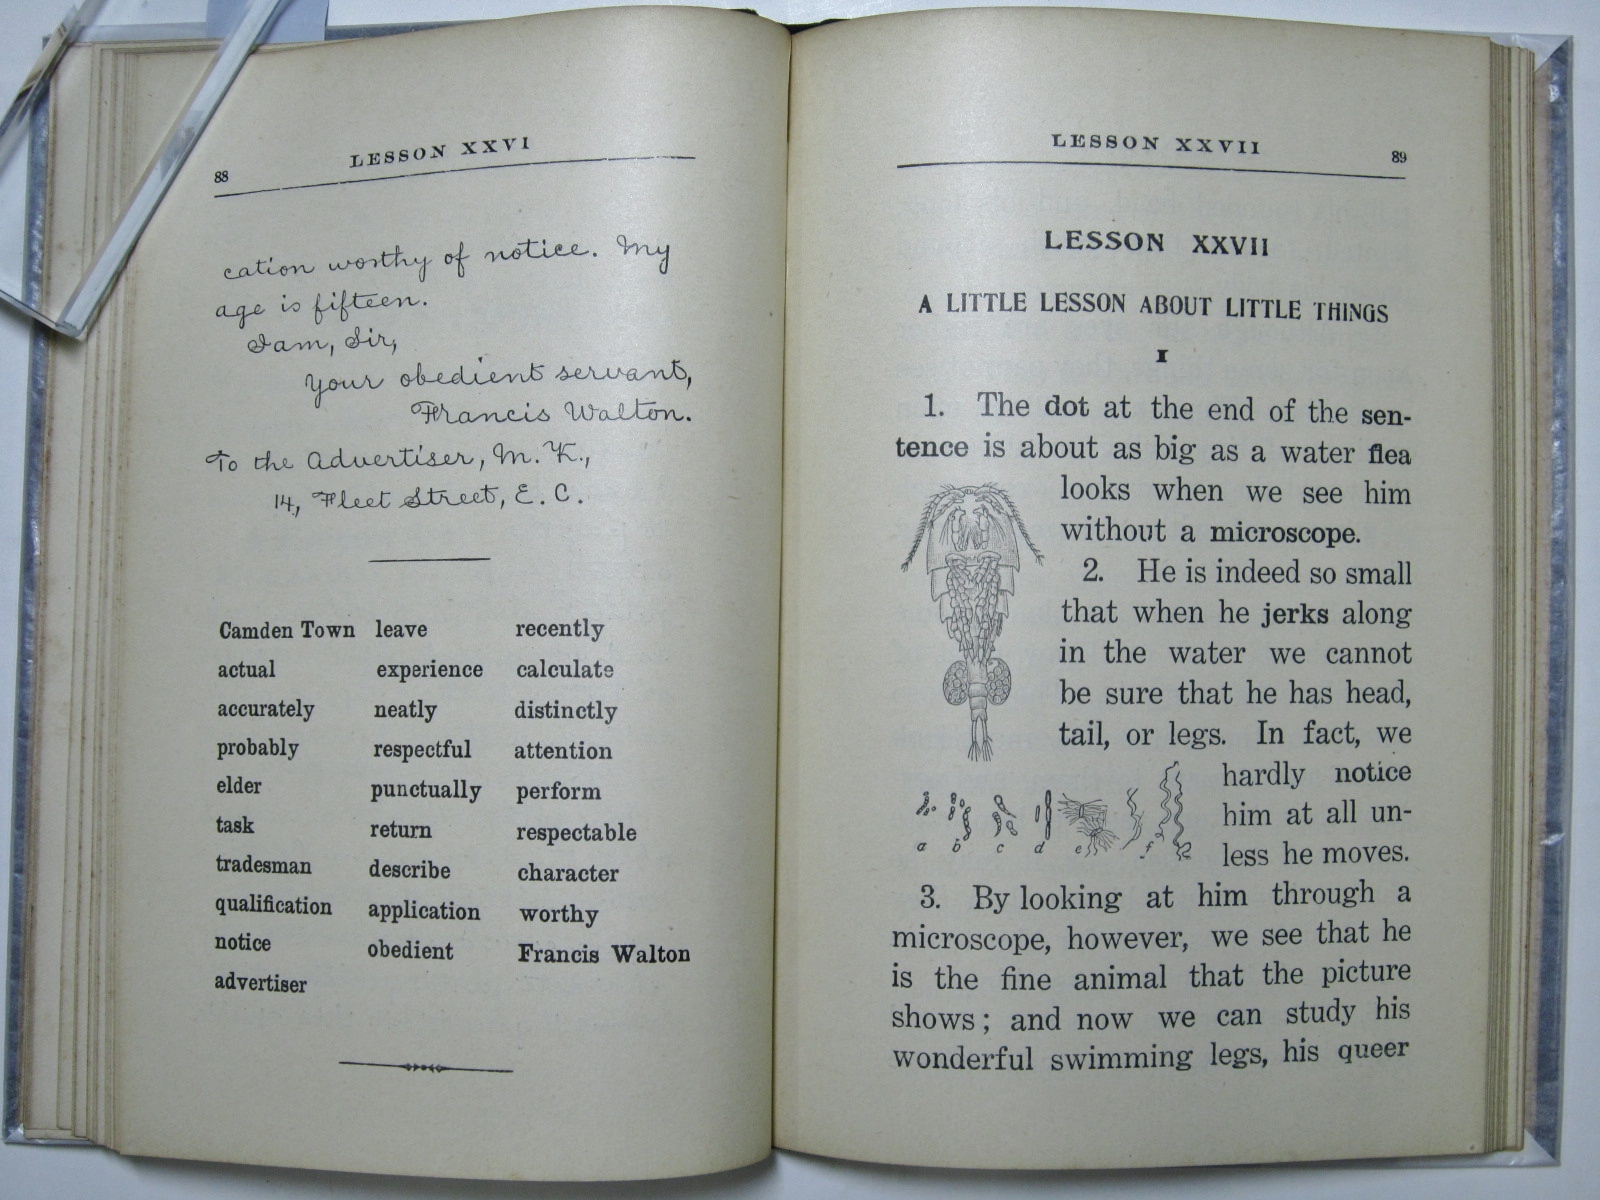 LESSON XXVI
88
cation worthy of notice. My
age is fifteen.
I am, Sir,
Your obedient servant,
Francis Walton.
To the Advertiser, M. K.,
14, Fleet Street, E. C.
Camden Town leave recently
actual experience calculate
accurately neatly distinctly
probably respectful attention
elder punctually perform
task return respectable
tradesman describe character
qualification application worthy
notice obedient Francis Walton
advertiser
LESSON XXVII
89
LESSON XXVII
A LITTLE LESSON ABOUT LITTLE THINGS
I
1. The dot at the end of the sen-
tence is about as big as a water flea
looks when we see him
without a microscope.
2. He is indeed so small
that when he jerks along
in the water we cannot
be sure that he has head,
tail, or legs. In fact, we
hardly notice
him at all un-
less he moves.
a b c d e f g
3. By looking at him through a
microscope, however, we see that he
is the fine animal that the picture
shows; and now we can study his
wonderful swimming legs, his queer